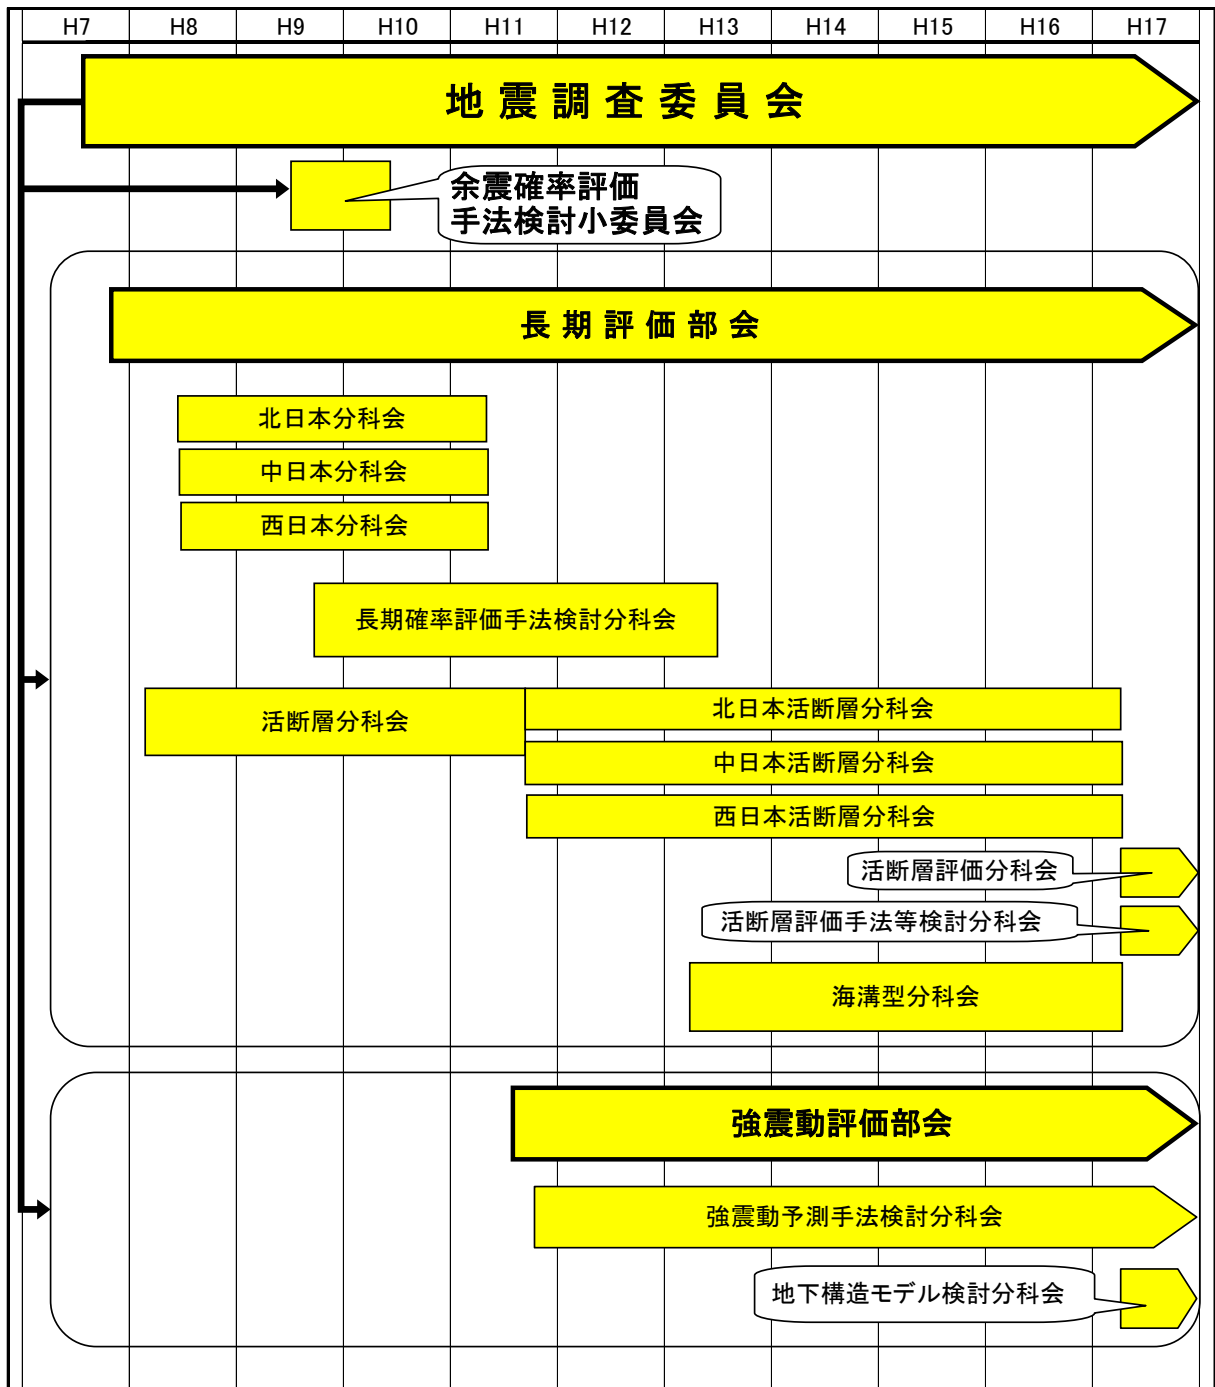 H7 H8 H9 H10 H11 H12 H13 H14 H15 H16 H17
地震調査委員会
余震確率評価
手法検討小委員会
長期評価部会
北日本分科会
中日本分科会
西日本分科会
長期確率評価手法検討分科会
活断層分科会
北日本活断層分科会
中日本活断層分科会
西日本活断層分科会
活断層評価分科会
活断層評価手法等検討分科会
海溝型分科会
強震動評価部会
強震動予測手法検討分科会
地下構造モデル検討分科会